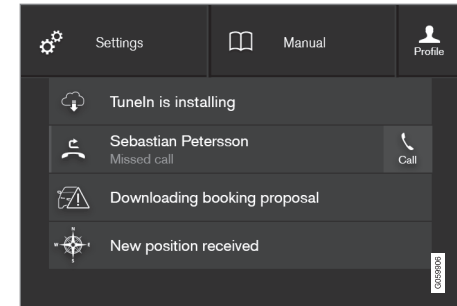 Settings
Manual
Profile
TuneIn is installing
Sebastian Petersson
Missed call
Call
Downloading booking proposal
N
W
S
New position received
G059906